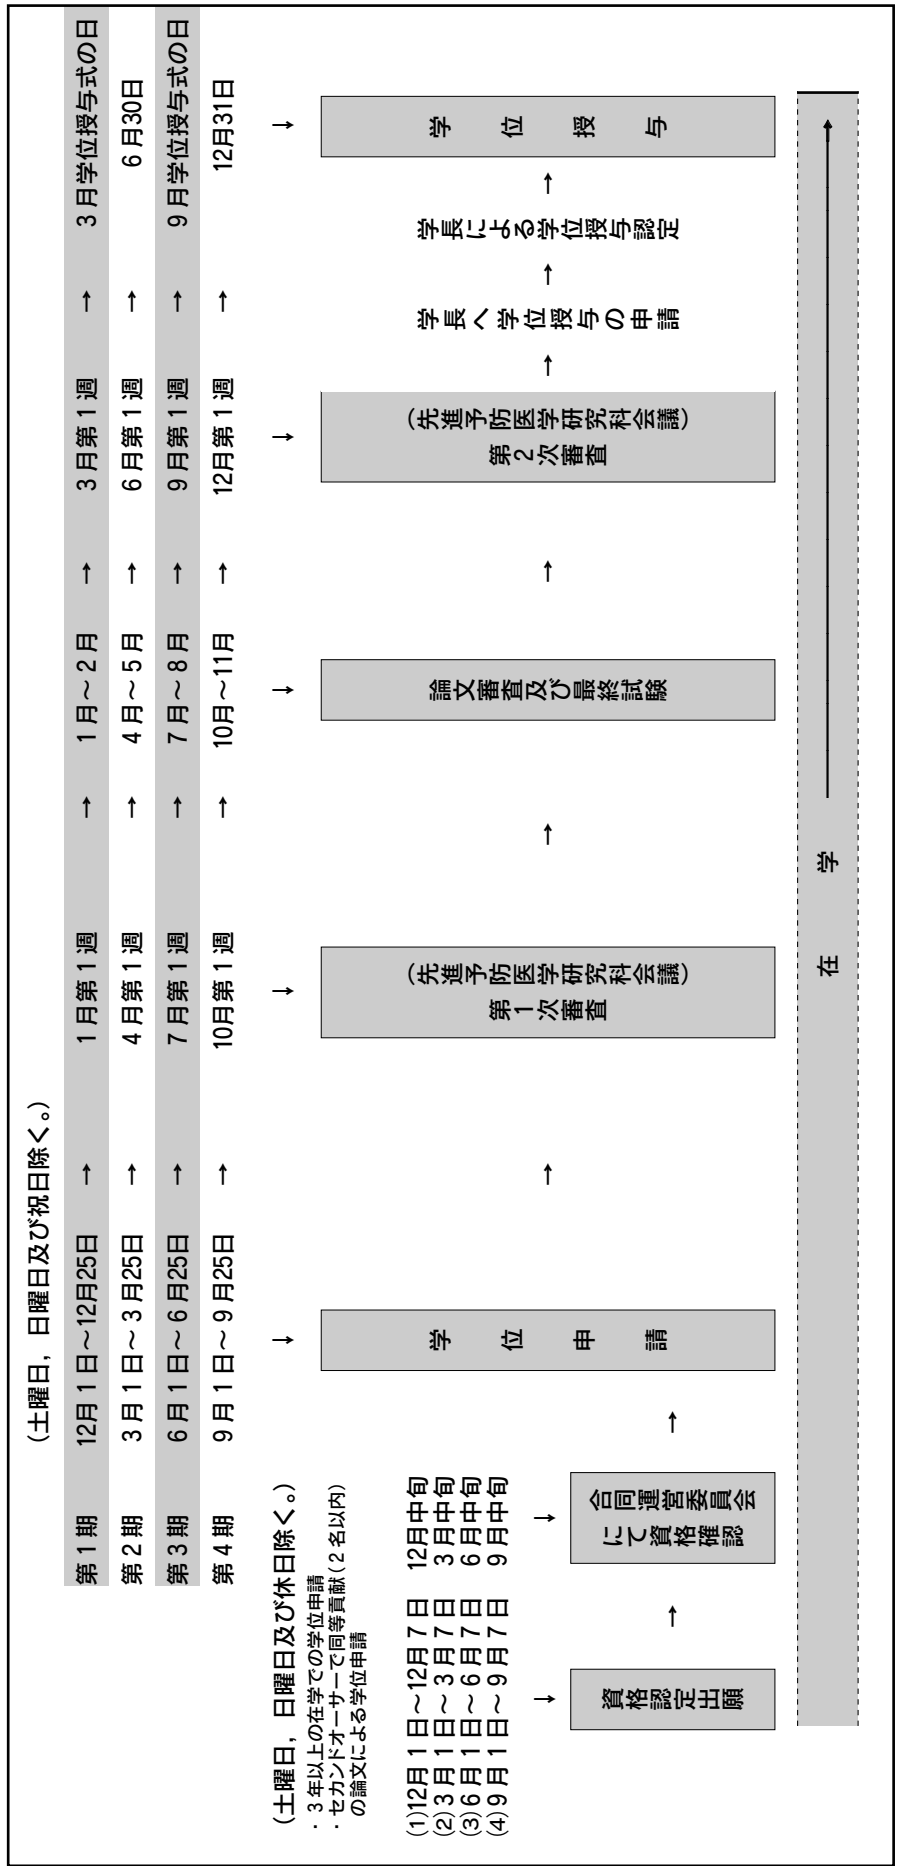 (土曜日，日曜日及び祝日除く。)
第１期　12月１日～12月25日　→　１月第１週　→　１月～２月　→　３月第１週　→　３月学位授与式の日
第２期　３月１日～３月25日　→　４月第１週　→　４月～５月　→　６月第１週　→　６月30日
第３期　６月１日～６月25日　→　７月第１週　→　７月～８月　→　９月第１週　→　９月学位授与式の日
第４期　９月１日～９月25日　→　10月第１週　→　10月～11月　→　12月第１週　→　12月31日
(土曜日，日曜日及び休日除く。)
・３年以上の在学での学位申請
・セカンドオーサーで同等貢献(２名以内)
の論文による学位申請
(1)12月１日～12月７日　12月中旬
(2)３月１日～３月７日　３月中旬
(3)６月１日～６月７日　６月中旬
(4)９月１日～９月７日　９月中旬
資格認定出願
→
合同運営委員会
にて資格確認
→
学位申請
→
(先進予防医学研究科会議)
第１次審査
→
論文審査及び最終試験
→
(先進予防医学研究科会議)
第２次審査
→
学長へ学位授与の申請
→
学長による学位授与認定
→
学位授与
在学